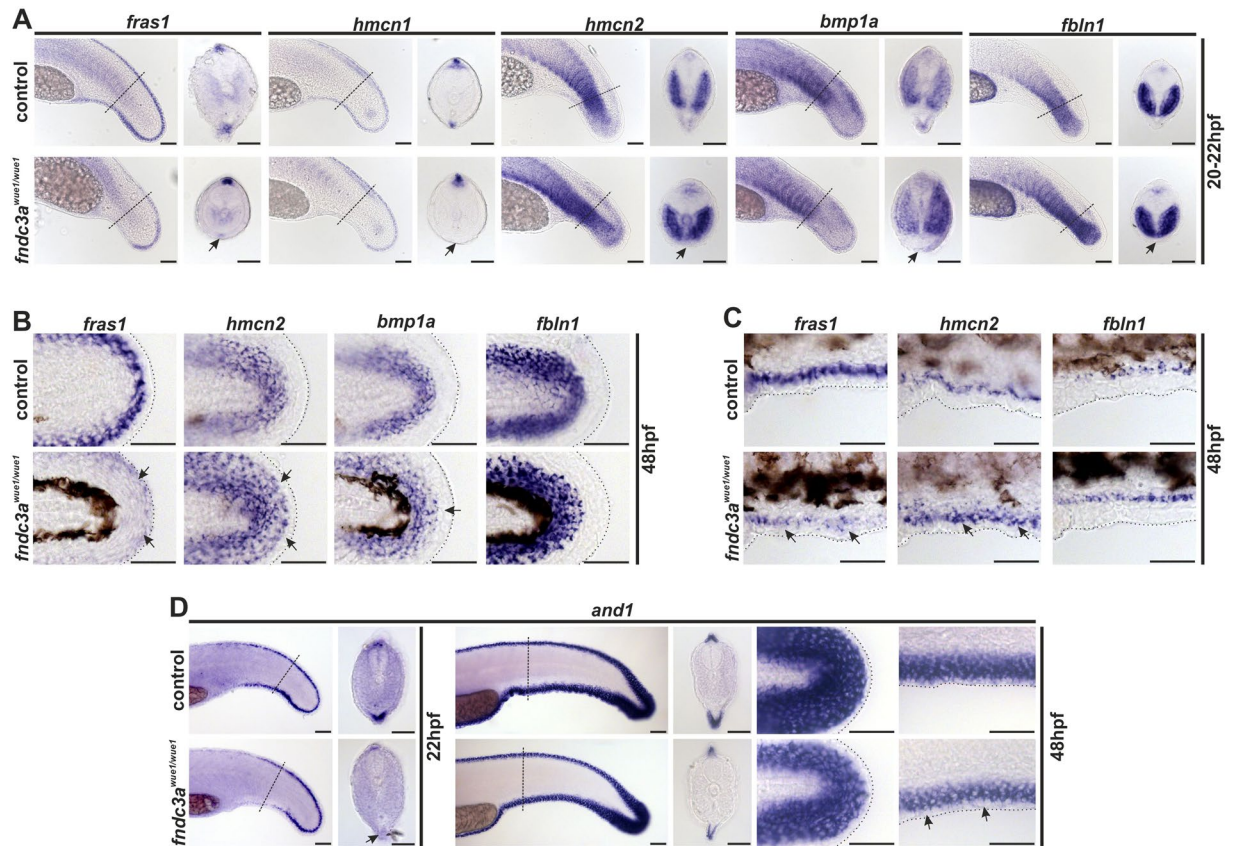 A
fras1 hmcn1 hmcn2 bmp1a fbln1
control
fndc3a wue1/wue1
20-22hpf
B
fras1 hmcn2 bmp1a fbln1
control
fndc3a wue1/wue1
48hpf
C
fras1 hmcn2 fbln1
control
fndc3a wue1/wue1
48hpf
D
and1
control
fndc3a wue1/wue1
22hpf
48hpf